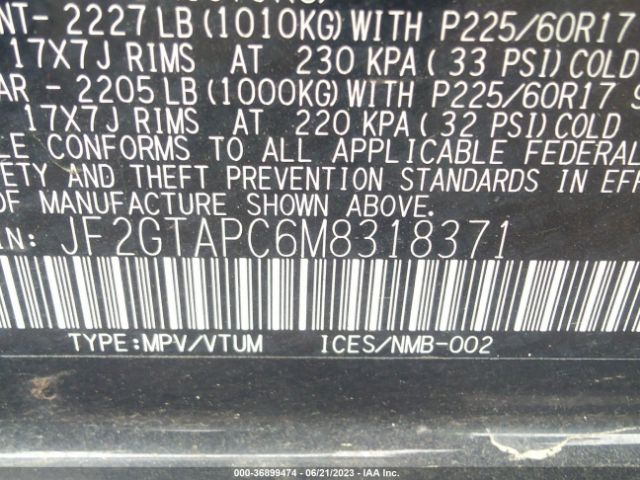 NT- 2227 LB (1010KG) WITH P225/60R17
17X7J RIMS AT 230 KPA ( 33 PSI) COLD
AR - 2205 LB (1000KG) WITH P225/60R17
17X7J RIMS AT 220 KPA ( 32 PSI) COLD
LE CONFORMS TO ALL APPLICABLE FEDERAL
FETY AND THEFT PREVENTION STANDARDS IN EFF
OF MANUFACTURE SHOWN ABOVE.
IN: JF2GTAPC6M8318371
TYPE:MPV/VTUM ICES/NMB-002
000-36899474 | 06/21/2023 | IAA Inc.